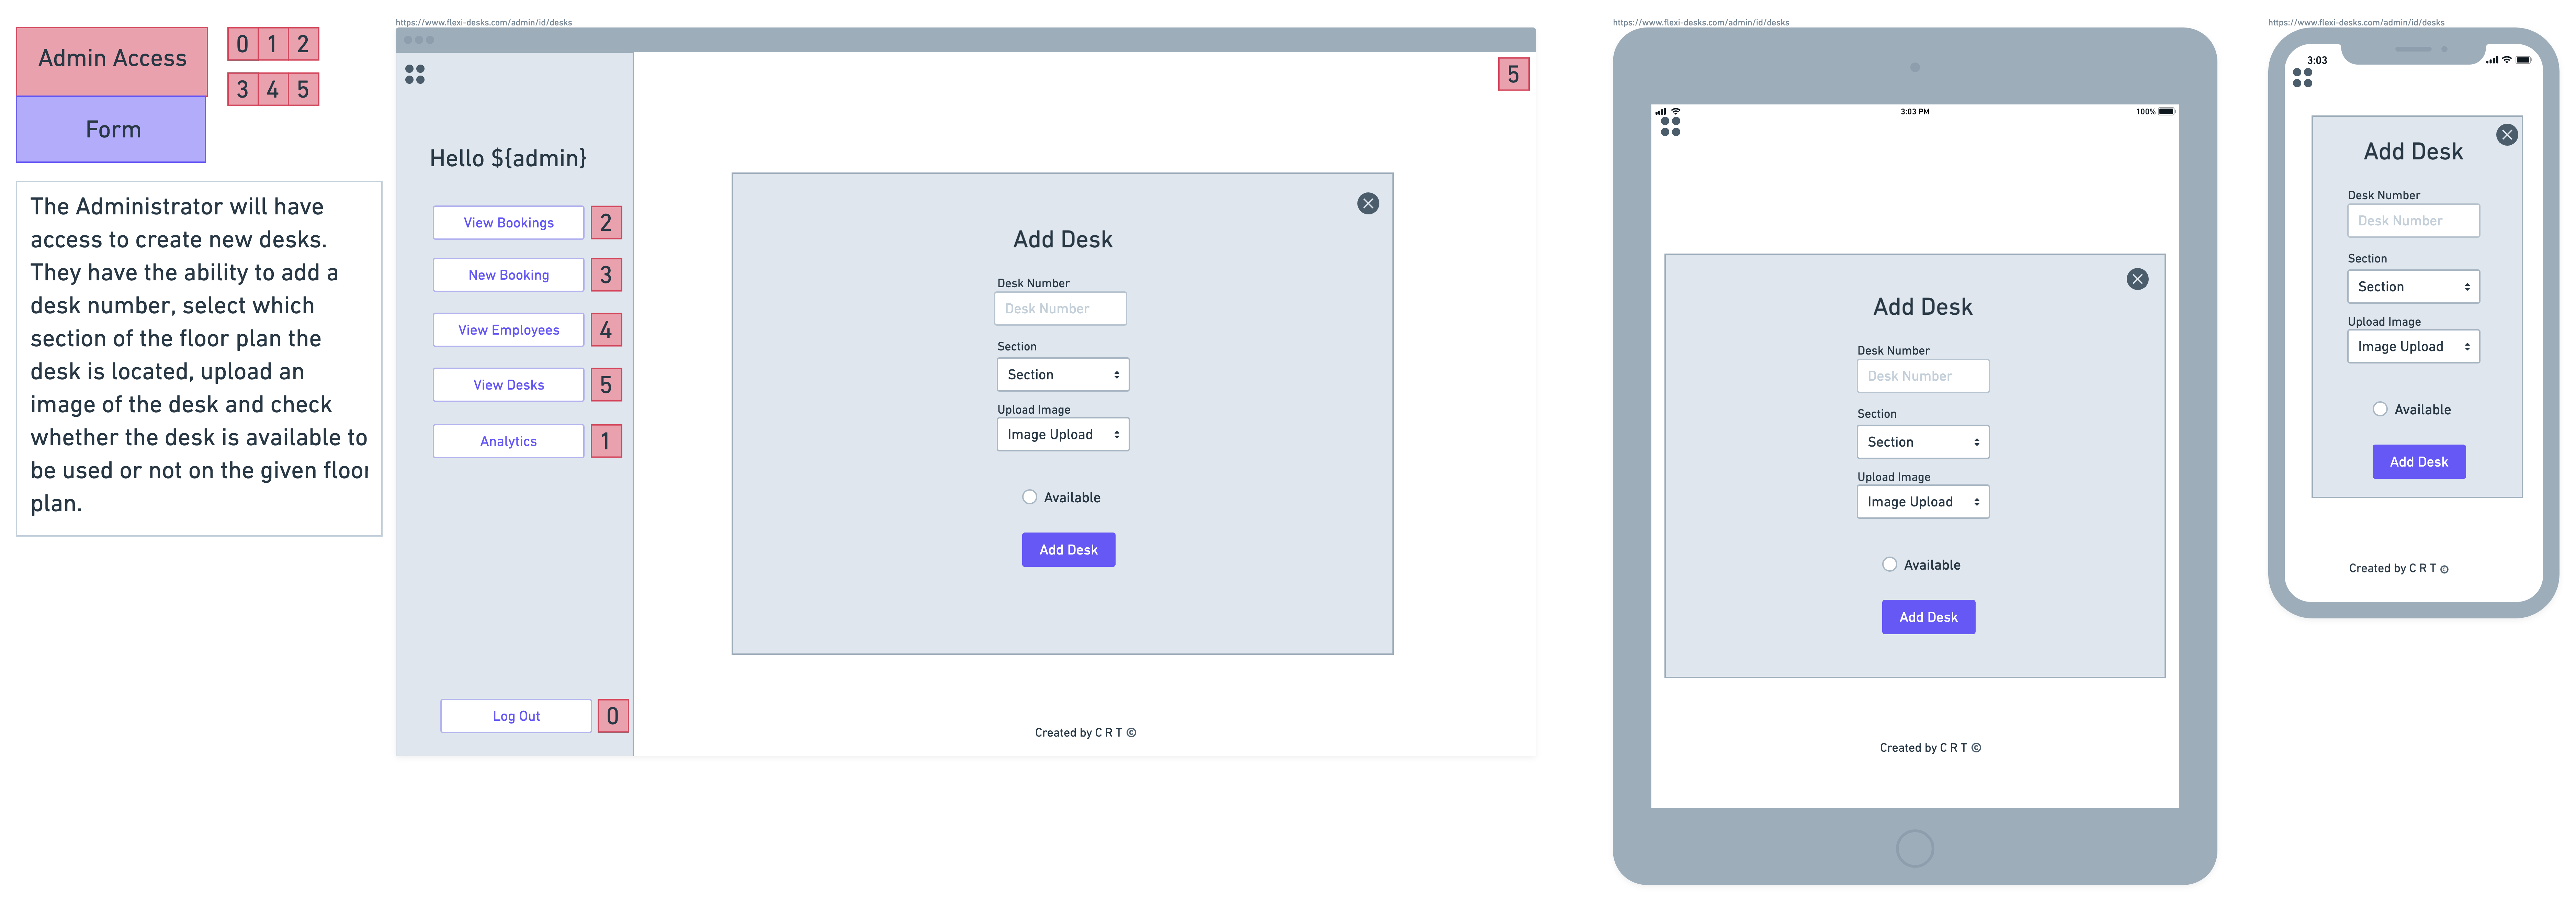 Admin Access
0 1 2
3 4 5
Form
The Administrator will have
access to create new desks.
They have the ability to add a
desk number, select which
section of the floor plan the
desk is located, upload an
image of the desk and check
whether the desk is available to
be used or not on the given floor
plan.
https://www.flexi-desks.com/admin/id/desks
5
Hello ${admin}
View Bookings 2
New Booking 3
View Employees 4
View Desks 5
Analytics 1
Log Out 0
Add Desk
Desk Number
Desk Number
Section
Section
Upload Image
Image Upload
Available
Add Desk
Created by C R T ©
https://www.flexi-desks.com/admin/id/desks
3:03 PM
100%
Add Desk
Desk Number
Desk Number
Section
Section
Upload Image
Image Upload
Available
Add Desk
Created by C R T ©
https://www.flexi-desks.com/admin/id/desks
3:03
Add Desk
Desk Number
Desk Number
Section
Section
Upload Image
Image Upload
Available
Add Desk
Created by C R T ©